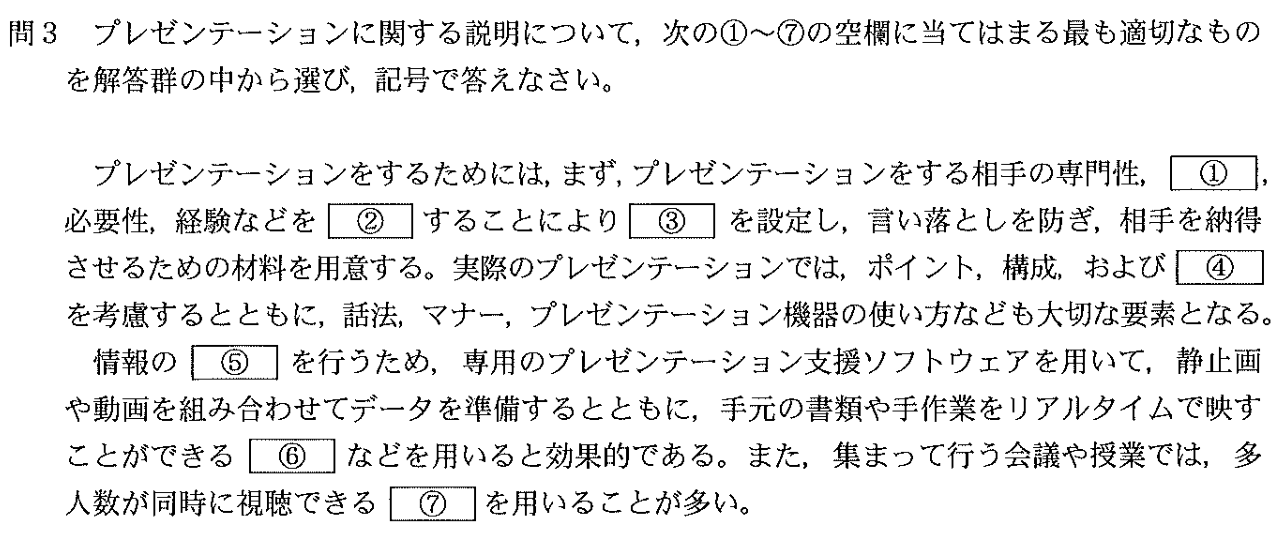 問3 プレゼンテーションに関する説明について，次の①～⑦の空欄に当てはまる最も適切なもの
を解答群の中から選び，記号で答えなさい。
プレゼンテーションをするためには，まず，プレゼンテーションをする相手の専門性，①，
必要性，経験などを②することにより③を設定し，言い落としを防ぎ，相手を納得
させるための材料を用意する。実際のプレゼンテーションでは，ポイント，構成，および④
を考慮するとともに，話法，マナー，プレゼンテーション機器の使い方なども大切な要素となる。
情報の⑤を行うため，専用のプレゼンテーション支援ソフトウェアを用いて，静止画
や動画を組み合わせてデータを準備するとともに，手元の書類や手作業をリアルタイムで映す
ことができる⑥などを用いると効果的である。また，集まって行う会議や授業では，多
人数が同時に視聴できる⑦を用いることが多い。